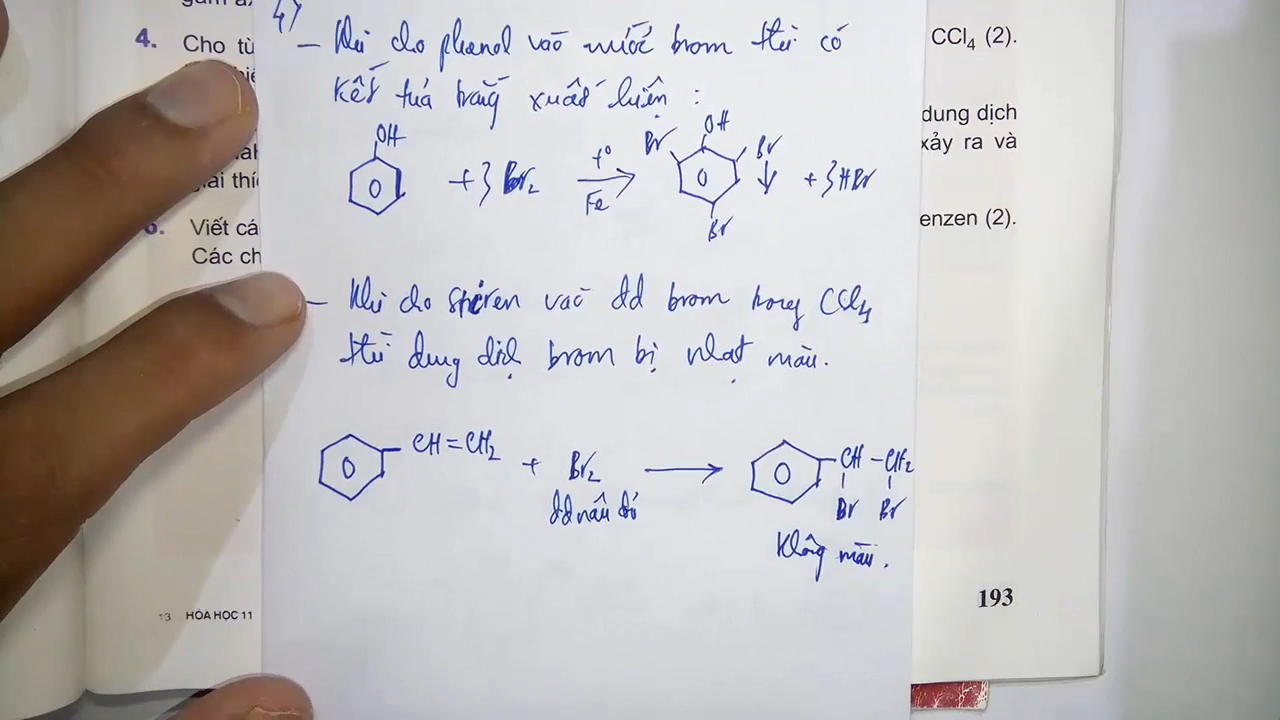 4.
Cho từ
CCl4 (2).
dung dịch
xảy ra và
giải thí
Viết cá
enzen (2).
Các ch
4)
– Khi cho phenol vào nước brom thì có
kết tủa trắng xuất hiện :
OH + 3 Br2 t° Fe Br OH Br Br ↓ + 3HBr
– Khi cho stiren vào dd brom trong CCl4
thì dung dịch brom bị nhạt màu.
CH=CH2 + Br2 → CH – CH2
dd nâu đỏ Br Br
Không màu.
193
13 HÓA HỌC 11